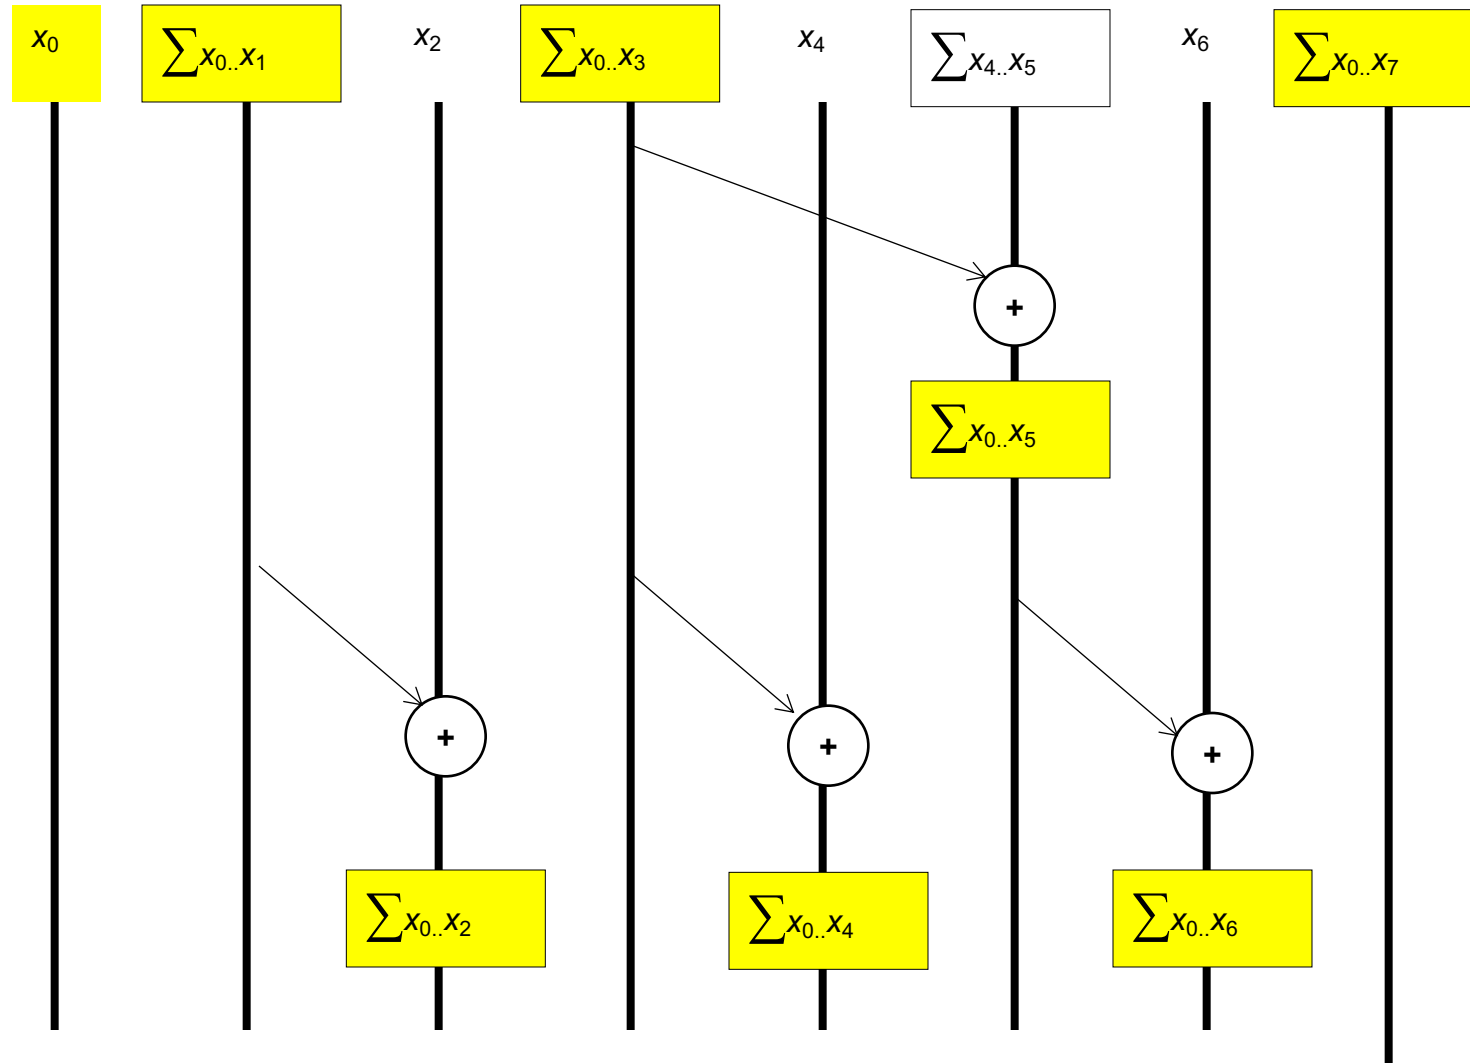 x₀ ∑x₀..x₁ x₂ ∑x₀..x₃ x₄ ∑x₄..x₅ x₆ ∑x₀..x₇
+
∑x₀..x₅
+ + +
∑x₀..x₂ ∑x₀..x₄ ∑x₀..x₆